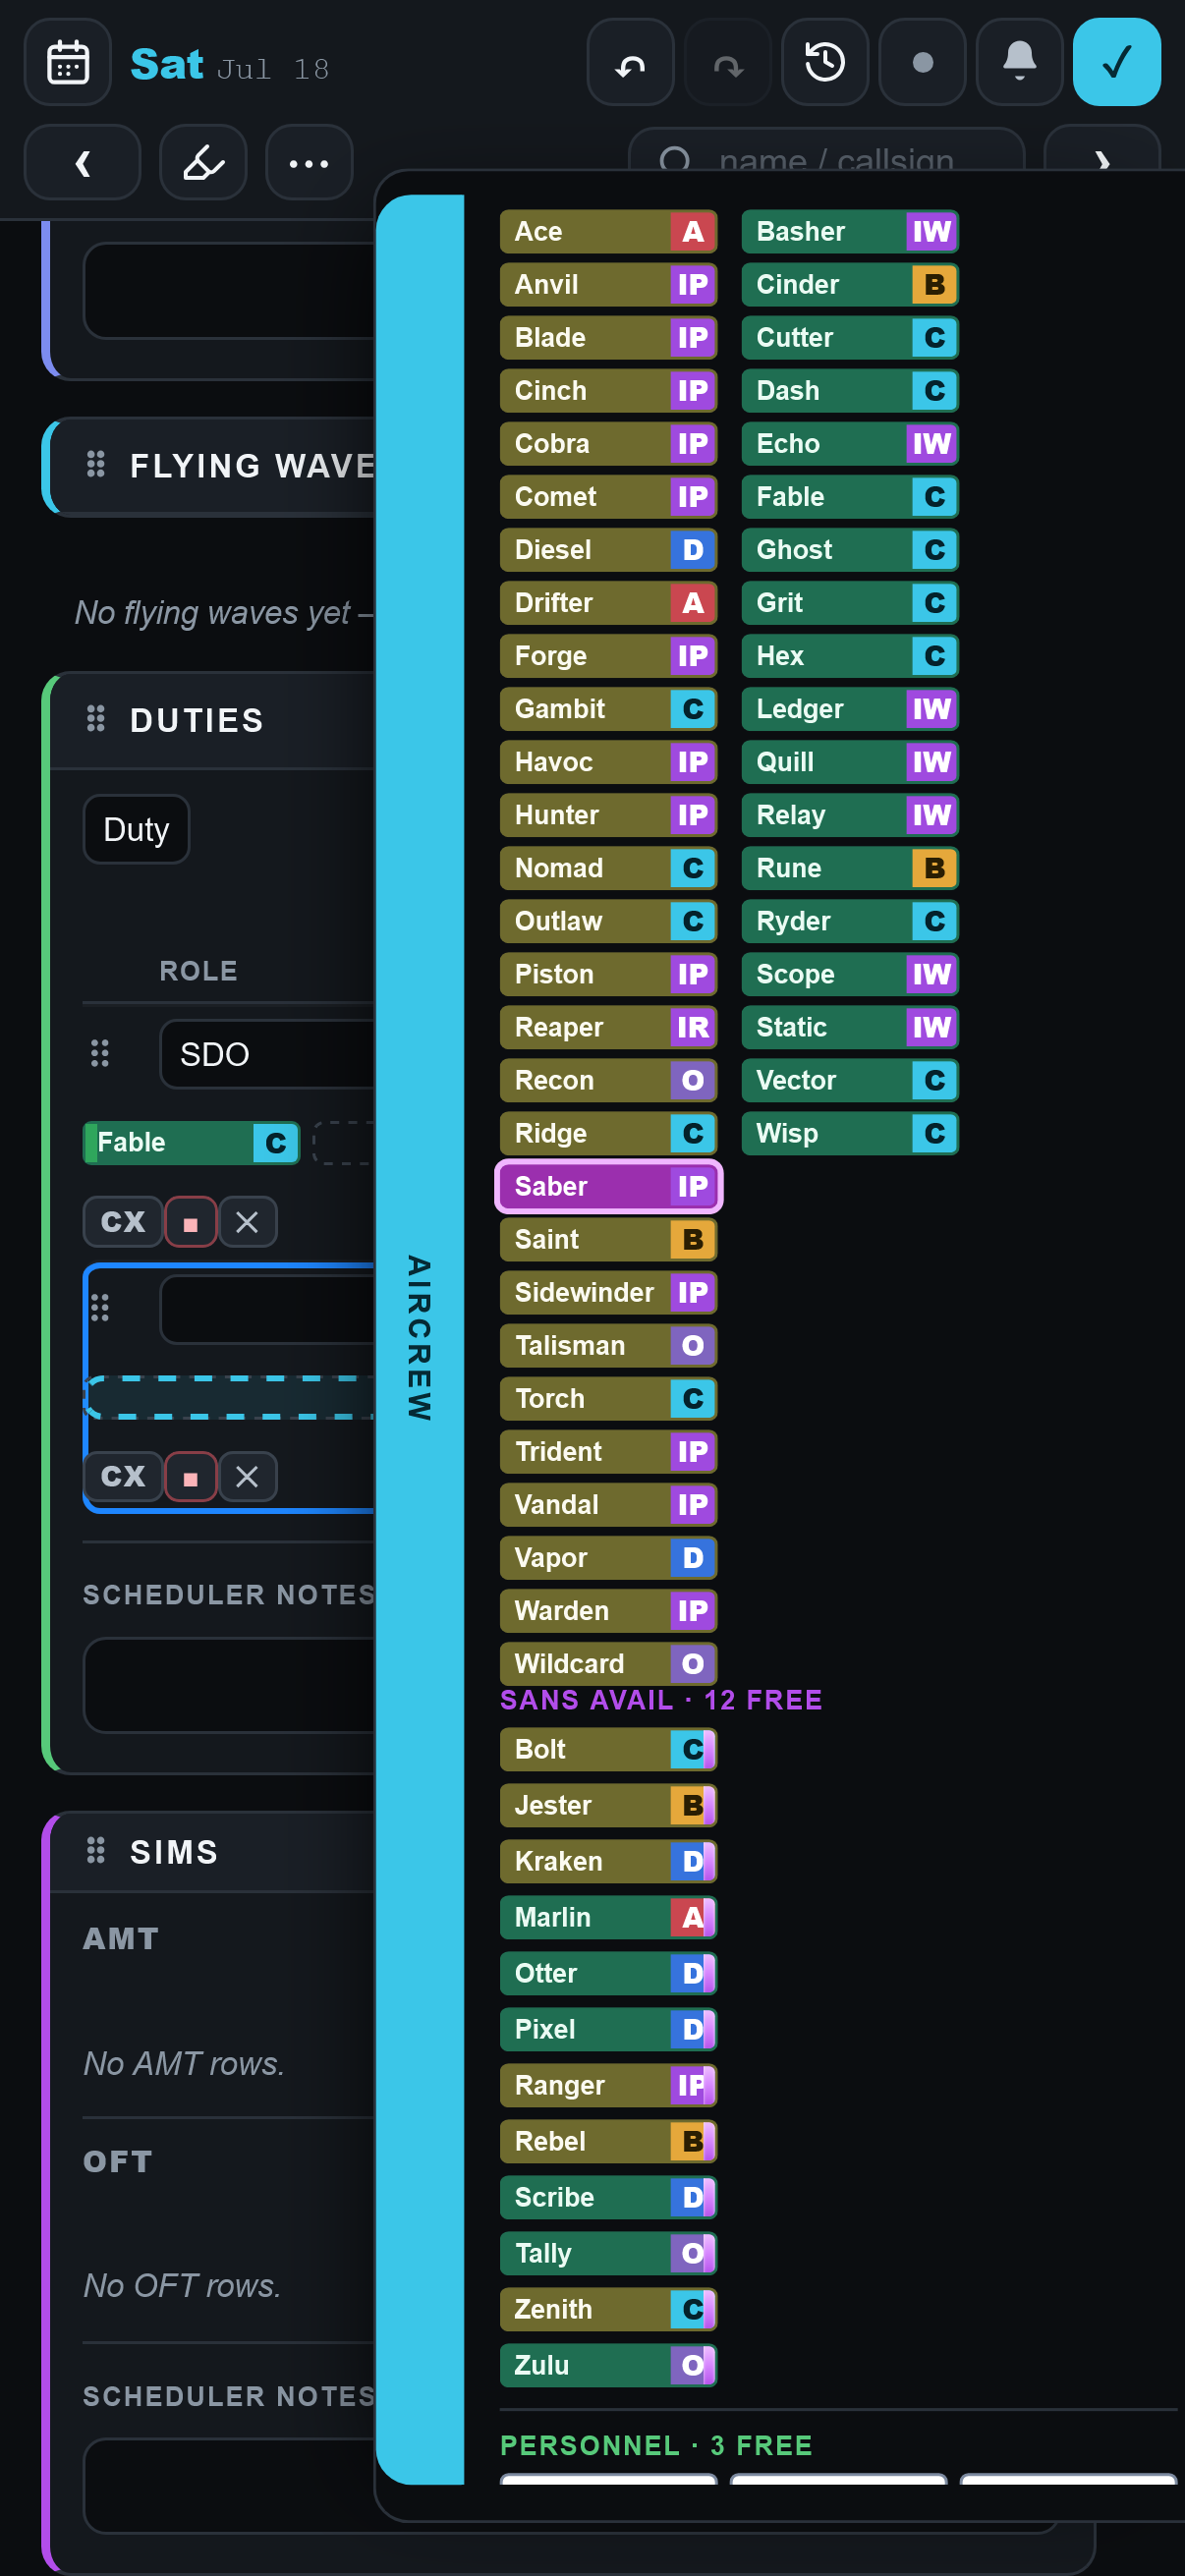 Sat Jul 18
name / callsign
FLYING WAVE
No flying waves yet –
DUTIES
Duty
ROLE
SDO
Fable C
CX
CX
SCHEDULER NOTES
SIMS
AMT
No AMT rows.
OFT
No OFT rows.
SCHEDULER NOTES
AIRCREW
Ace A Basher IW
Anvil IP Cinder B
Blade IP Cutter C
Cinch IP Dash C
Cobra IP Echo IW
Comet IP Fable C
Diesel D Ghost C
Drifter A Grit C
Forge IP Hex C
Gambit C Ledger IW
Havoc IP Quill IW
Hunter IP Relay IW
Nomad C Rune B
Outlaw C Ryder C
Piston IP Scope IW
Reaper IR Static IW
Recon O Vector C
Ridge C Wisp C
Saber IP
Saint B
Sidewinder IP
Talisman O
Torch C
Trident IP
Vandal IP
Vapor D
Warden IP
Wildcard O
SANS AVAIL · 12 FREE
Bolt C
Jester B
Kraken D
Marlin A
Otter D
Pixel D
Ranger IP
Rebel B
Scribe D
Tally O
Zenith C
Zulu O
PERSONNEL · 3 FREE